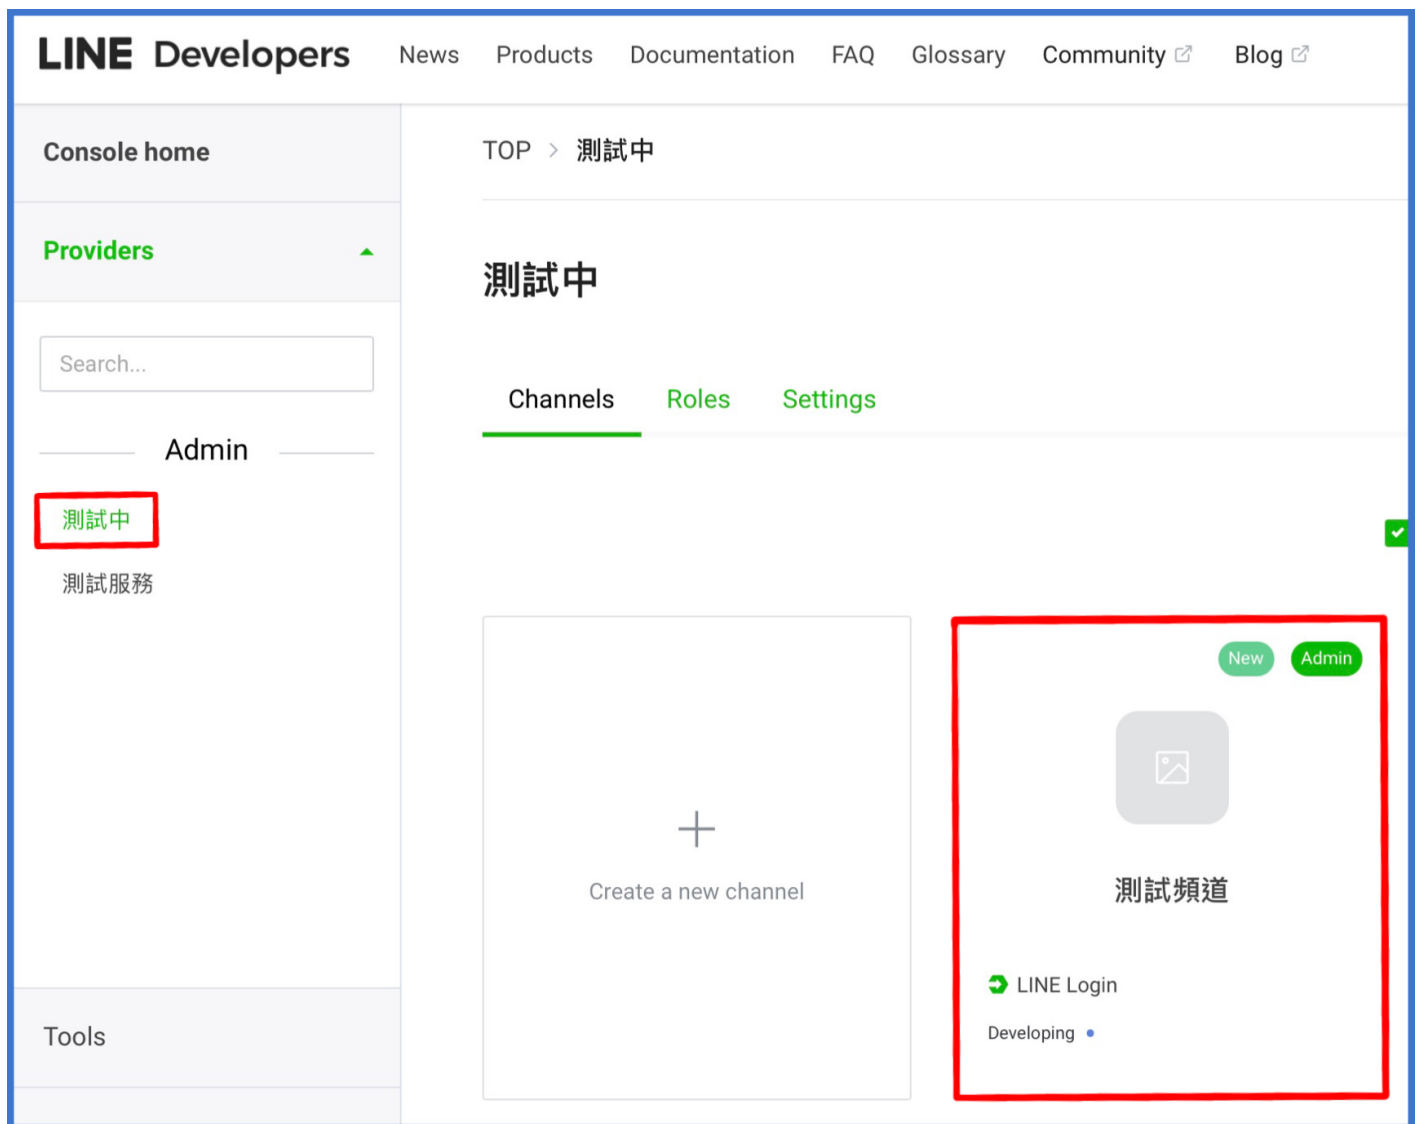 LINE Developers News Products Documentation FAQ Glossary Community Blog
Console home
Providers
Search...
Admin
測試中
測試服務
Tools
TOP > 測試中
測試中
Channels Roles Settings
Create a new channel
New Admin
測試頻道
LINE Login
Developing